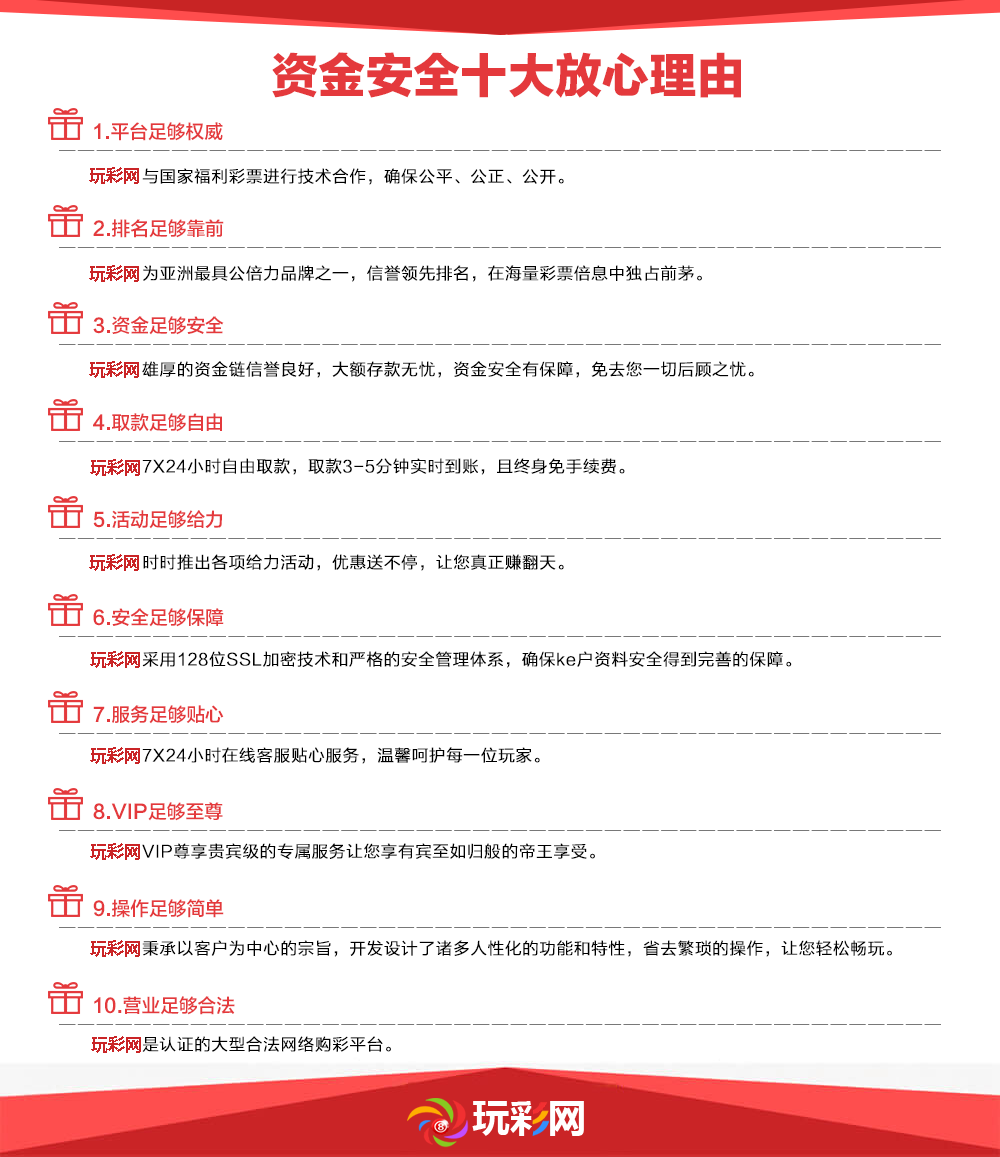 资金安全十大放心理由
1.平台足够权威
玩彩网与国家福利彩票进行技术合作，确保公平、公正、公开。
2.排名足够靠前
玩彩网为亚洲最具公倍力品牌之一，信誉领先排名，在海量彩票倍息中独占前茅。
3.资金足够安全
玩彩网雄厚的资金链信誉良好，大额存款无忧，资金安全有保障，免去您一切后顾之忧。
4.取款足够自由
玩彩网7X24小时自由取款，取款3-5分钟实时到账，且终身免手续费。
5.活动足够给力
玩彩网时时推出各项给力活动，优惠送不停，让您真正赚翻天。
6.安全足够保障
玩彩网采用128位SSL加密技术和严格的安全管理体系，确保ke户资料安全得到完善的保障。
7.服务足够贴心
玩彩网7X24小时在线客服贴心服务，温馨呵护每一位玩家。
8.VIP足够至尊
玩彩网VIP尊享贵宾级的专属服务让您享有宾至如归般的帝王享受。
9.操作足够简单
玩彩网秉承以客户为中心的宗旨，开发设计了诸多人性化的功能和特性，省去繁琐的操作，让您轻松畅玩。
10.营业足够合法
玩彩网是认证的大型合法网络购彩平台。
8 玩彩网